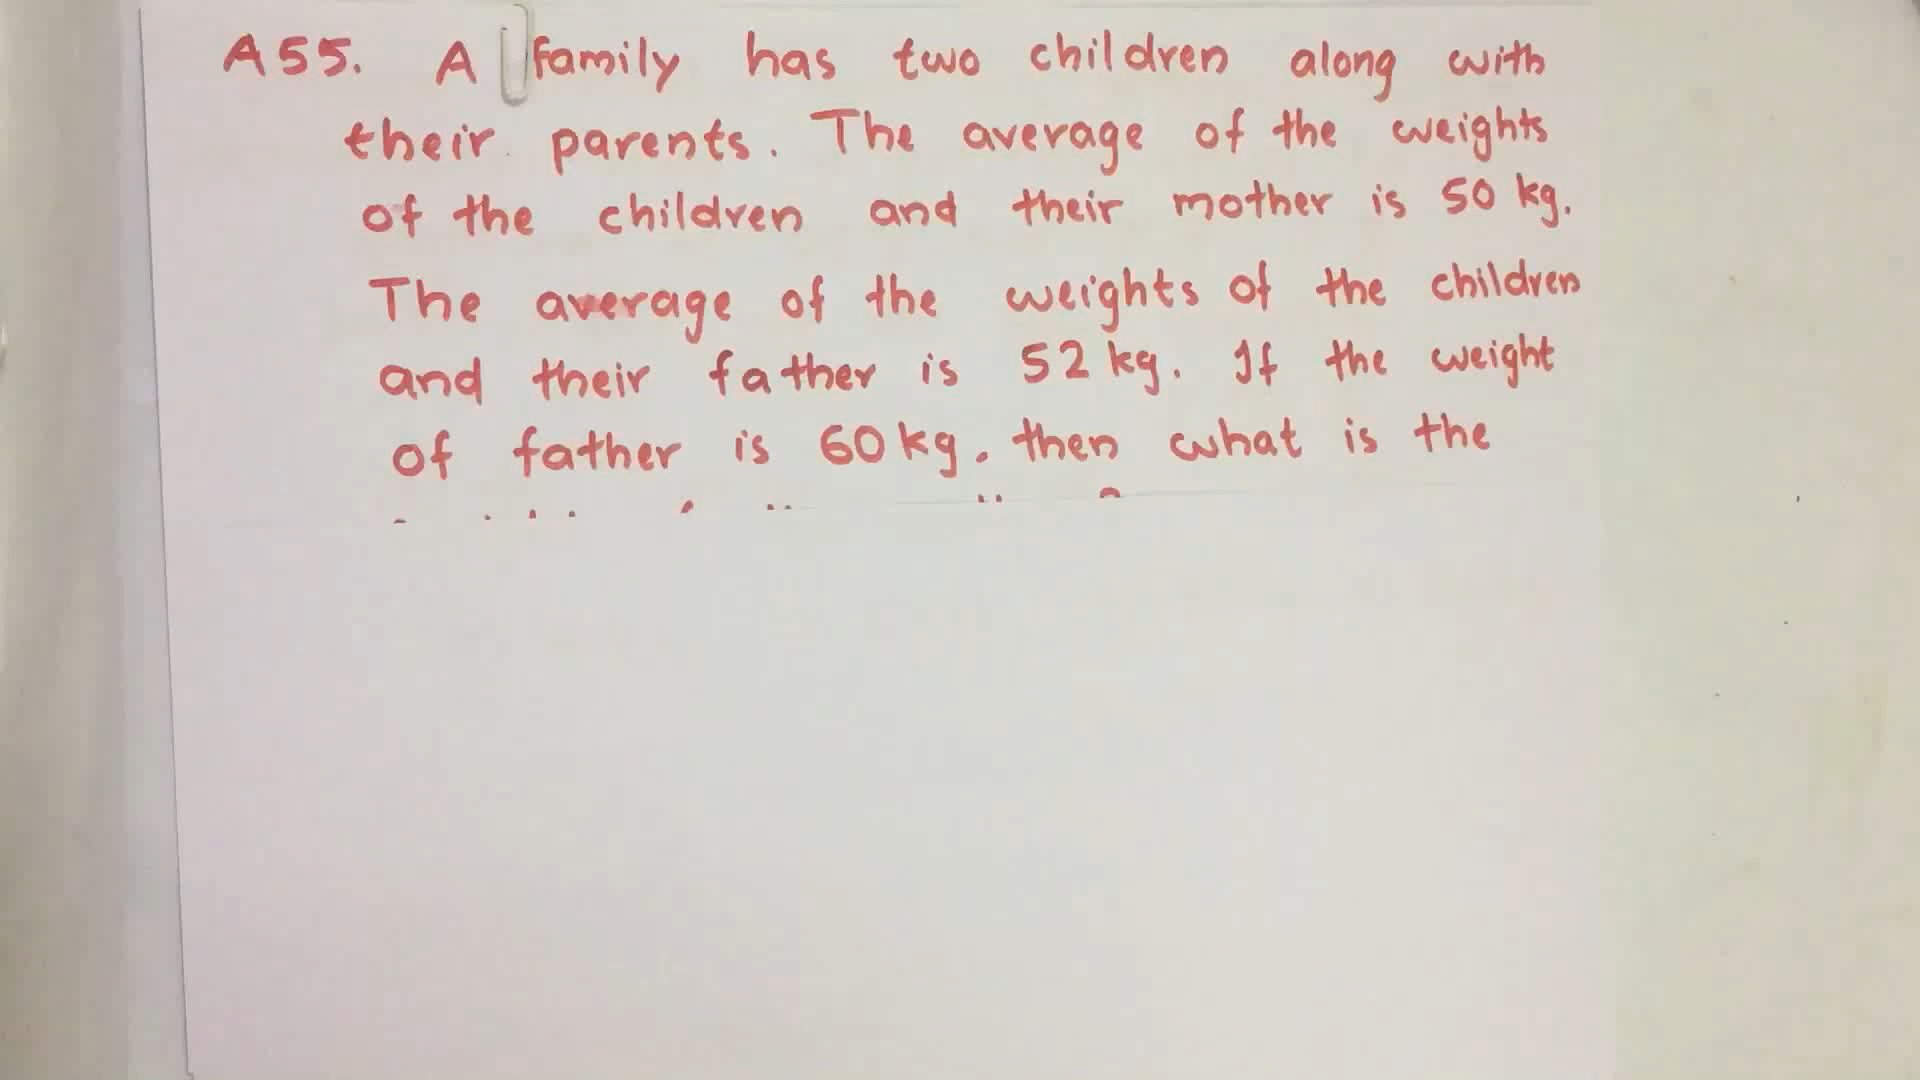 A55. A family has two children along with
their parents. The average of the weights
of the children and their mother is 50 kg.
The average of the weights of the children
and their father is 52 kg. If the weight
of father is 60 kg. then what is the